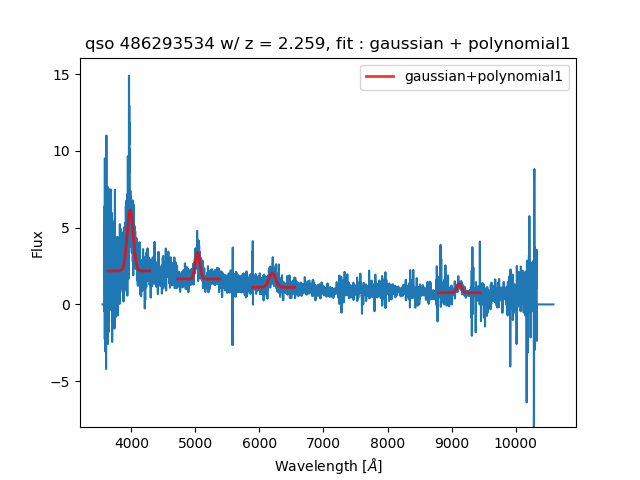 qso 486293534 w/ z = 2.259, fit : gaussian + polynomial1
gaussian+polynomial1
15
10
5
0
−5
Flux
4000 5000 6000 7000 8000 9000 10000
Wavelength [Å]